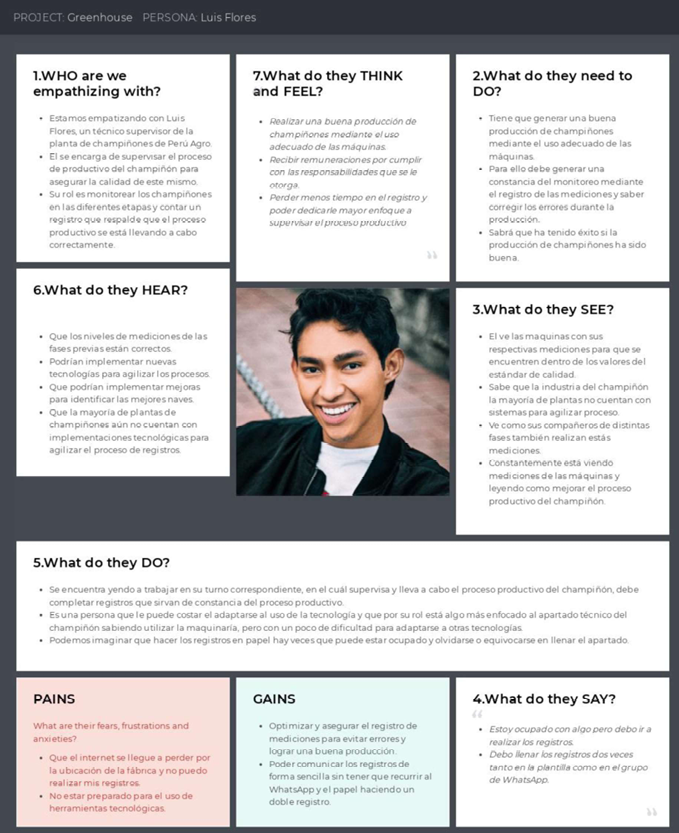 PROJECT: Greenhouse PERSONA: Luis Flores
1.WHO are we
empathizing with?
• Estamos empatizando con Luis
Flores, un técnico supervisor de la
planta de champiñones de Perú Agro.
• El se encarga de supervisar el proceso
de productivo del champiñón para
asegurar la calidad de este mismo.
• Su rol es monitorear los champiñones
en las diferentes etapas y contar un
registro que respalde que el proceso
productivo se está llevando a cabo
correctamente.
7.What do they THINK
and FEEL?
• Realizar una buena producción de
champiñones mediante el uso
adecuado de las máquinas.
• Recibir remuneraciones por cumplir
con las responsabilidades que se le
otorga.
• Perder menos tiempo en el registro y
poder dedicarle mayor enfoque a
supervisar el proceso productivo
2.What do they need to
DO?
• Tiene que generar una buena
producción de champiñones
mediante el uso adecuado de las
máquinas.
• Para ello debe generar una
constancia del monitoreo mediante
el registro de las mediciones y saber
corregir los errores durante la
producción.
• Sabrá que ha tenido éxito si la
producción de champiñones ha sido
buena.
6.What do they HEAR?
• Que los niveles de mediciones de las
fases previas están correctos.
• Podrían implementar nuevas
tecnologías para agilizar los procesos.
• Que podrían implementar mejoras
para identificar las mejores naves.
• Que la mayoría de plantas de
champiñones aún no cuentan con
implementaciones tecnológicas para
agilizar el proceso de registros.
3.What do they SEE?
• El ve las maquinas con sus
respectivas mediciones para que se
encuentren dentro de los valores del
estándar de calidad.
• Sabe que la industria del champiñón
la mayoría de plantas no cuentan con
sistemas para agilizar proceso.
• Ve como sus compañeros de distintas
fases también realizan estás
mediciones.
• Constantemente está viendo
mediciones de las máquinas y
leyendo como mejorar el proceso
productivo del champiñón.
5.What do they DO?
• Se encuentra yendo a trabajar en su turno correspondiente, en el cuál supervisa y lleva a cabo el proceso productivo del champiñón, debe
completar registros que sirvan de constancia del proceso productivo.
• Es una persona que le puede costar el adaptarse al uso de la tecnología y que por su rol está algo más enfocado al apartado técnico del
champiñón sabiendo utilizar la maquinaría, pero con un poco de dificultad para adaptarse a otras tecnologías.
• Podemos imaginar que hacer los registros en papel hay veces que puede estar ocupado y olvidarse o equivocarse en llenar el apartado.
PAINS
What are their fears, frustrations and
anxieties?
• Que el internet se llegue a perder por
la ubicación de la fábrica y no puedo
realizar mis registros.
• No estar preparado para el uso de
herramientas tecnológicas.
GAINS
• Optimizar y asegurar el registro de
mediciones para evitar errores y
lograr una buena producción.
• Poder comunicar los registros de
forma sencilla sin tener que recurrir al
WhatsApp y el papel haciendo un
doble registro.
4.What do they SAY?
• Estoy ocupado con algo pero debo ir a
realizar los registros.
• Debo llenar los registros dos veces
tanto en la plantilla como en el grupo
de WhatsApp.